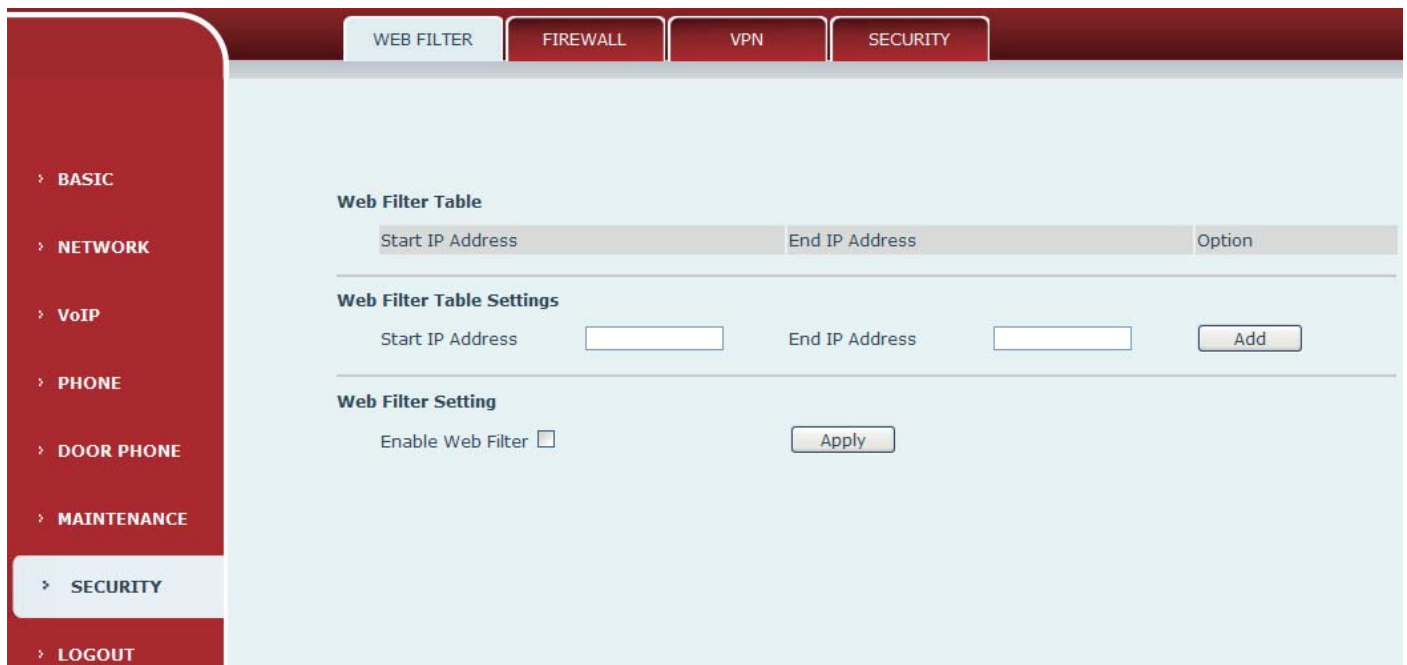 WEB FILTER FIREWALL VPN SECURITY
BASIC
NETWORK
VoIP
PHONE
DOOR PHONE
MAINTENANCE
SECURITY
LOGOUT
Web Filter Table
Start IP Address End IP Address Option
Web Filter Table Settings
Start IP Address End IP Address Add
Web Filter Setting
Enable Web Filter Apply